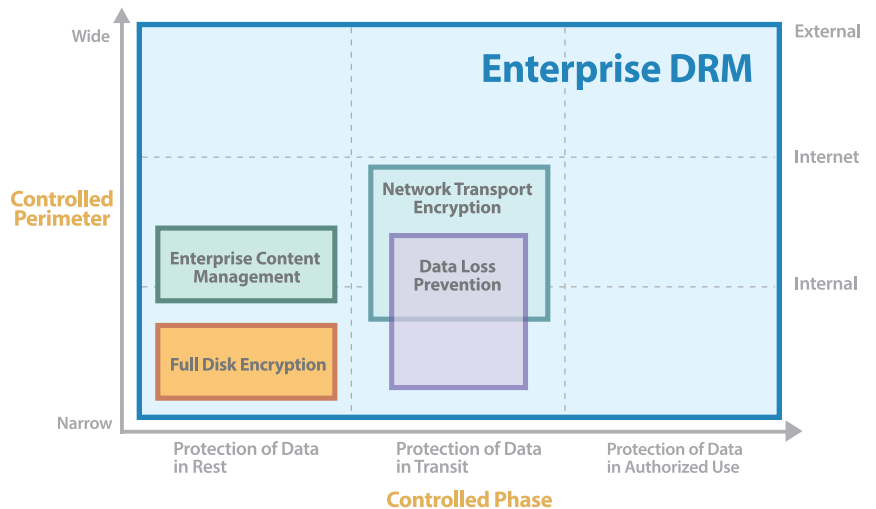 Wide
External
Enterprise DRM
Internet
Controlled
Perimeter
Network Transport
Encryption
Enterprise Content
Management
Data Loss
Prevention
Internal
Full Disk Encryption
Narrow
Protection of Data
in Rest
Protection of Data
in Transit
Protection of Data
in Authorized Use
Controlled Phase